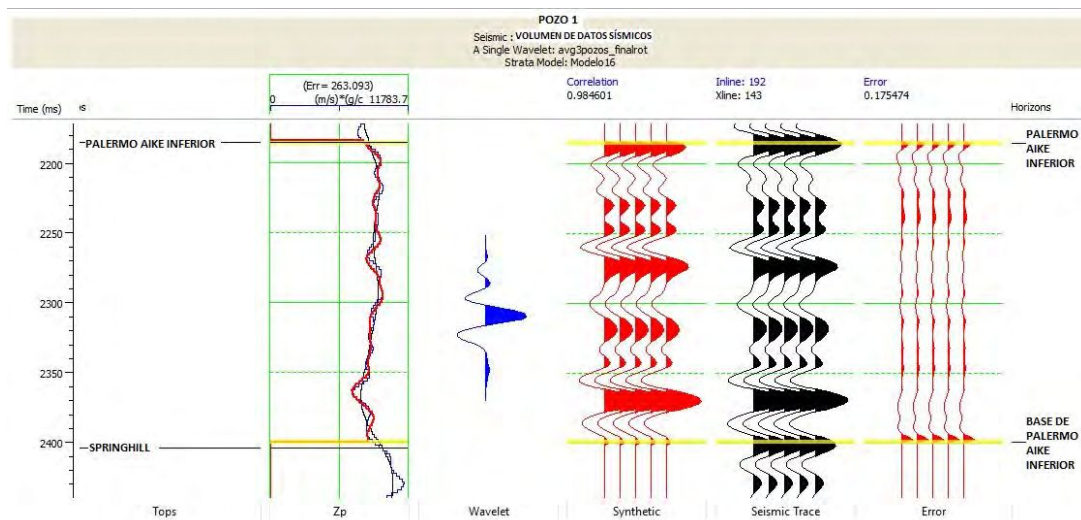 POZO 1
Seismic : VOLUMEN DE DATOS SÍSMICOS
A Single Wavelet: avg3pozos_finalrot
Strata Model: Modelo16
Time (ms)
(Err= 263.093)
0 (m/s)*(g/c 11783.7
Correlation
0.984601
Inline: 192
Xline: 143
Error
0.175474
Horizons
PALERMO AIKE INFERIOR
2200
2250
2300
2350
2400
SPRINGHILL
PALERMO
AIKE
INFERIOR
BASE DE
PALERMO
AIKE
INFERIOR
Tops
Zp
Wavelet
Synthetic
Seismic Trace
Error